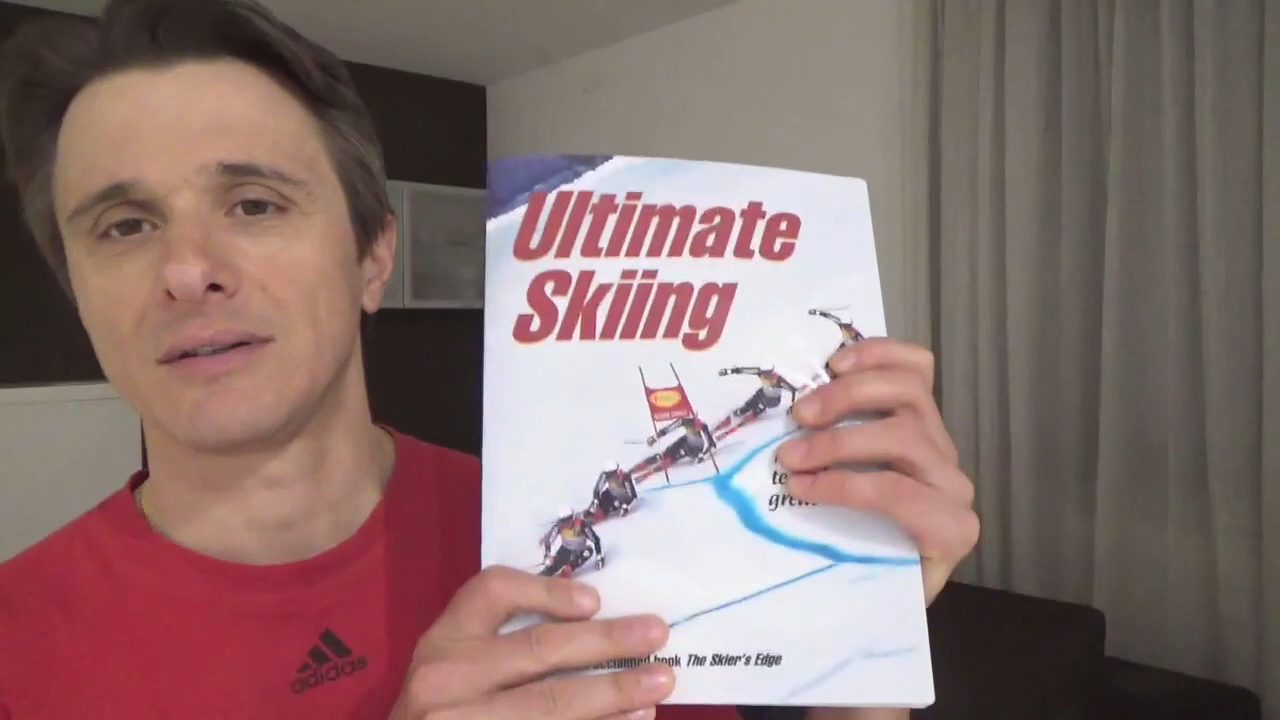 Ultimate
Skiing
acclaimed book The Skier's Edge
adidas